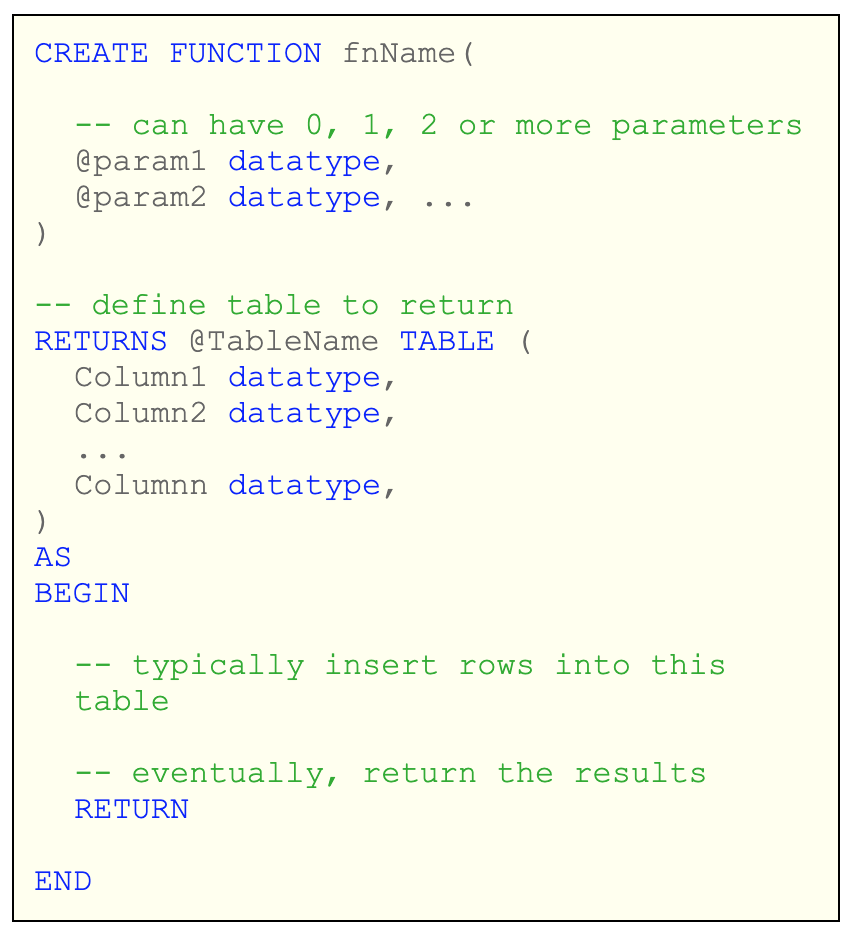 CREATE FUNCTION fnName(
-- can have 0, 1, 2 or more parameters
@param1 datatype,
@param2 datatype, ...
)
-- define table to return
RETURNS @TableName TABLE (
Column1 datatype,
Column2 datatype,
...
Columnn datatype,
)
AS
BEGIN
-- typically insert rows into this
table
-- eventually, return the results
RETURN
END